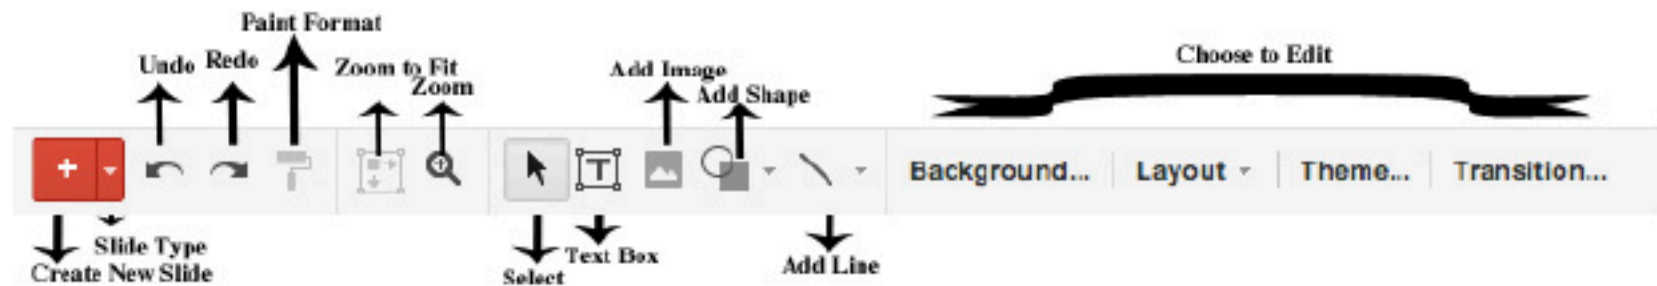 Paint Format
Undo
Redo
Zoom to Fit
Zoom
Add Image
Add Shape
Choose to Edit
Background...
Layout
Theme...
Transition...
Slide Type
Create New Slide
Select
Text Box
Add Line